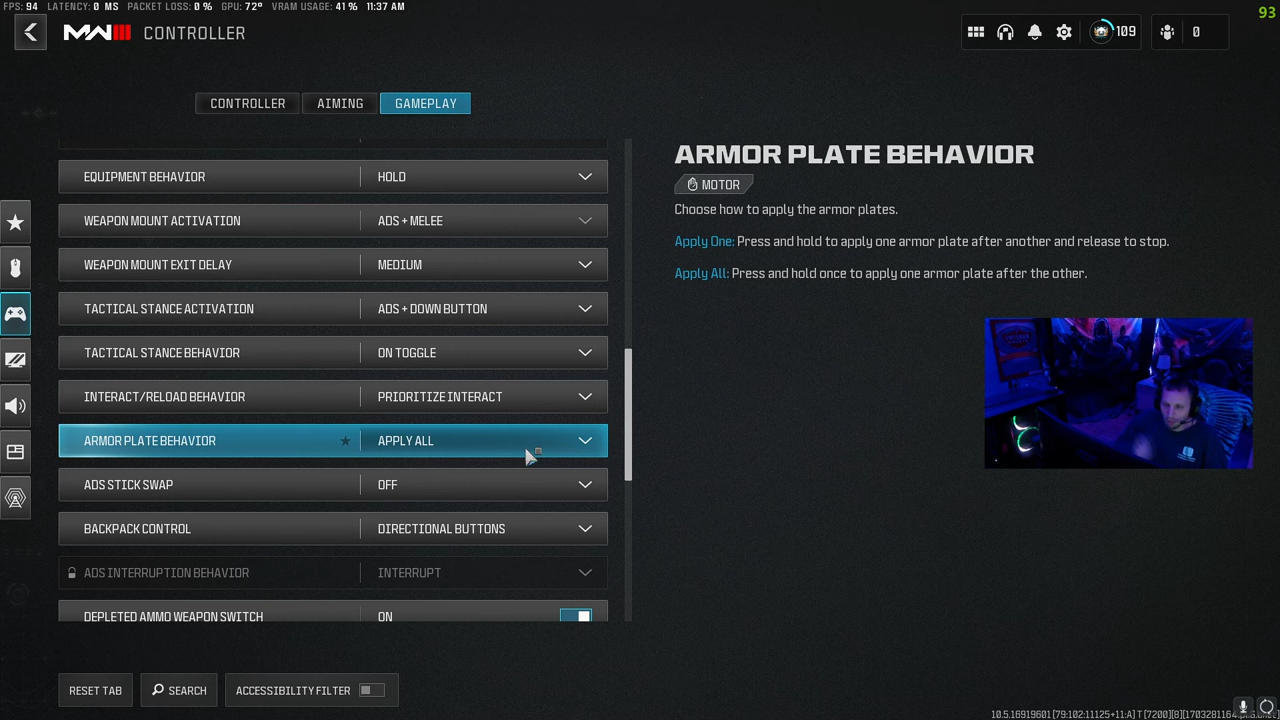 FPS: 94 LATENCY: 0 MS PACKET LOSS: 0 % GPU: 72° VRAM USAGE: 41 % 11:37 AM
93
MWIII CONTROLLER
109
0
CONTROLLER
AIMING
GAMEPLAY
EQUIPMENT BEHAVIOR HOLD
WEAPON MOUNT ACTIVATION ADS + MELEE
WEAPON MOUNT EXIT DELAY MEDIUM
TACTICAL STANCE ACTIVATION ADS + DOWN BUTTON
TACTICAL STANCE BEHAVIOR ON TOGGLE
INTERACT/RELOAD BEHAVIOR PRIORITIZE INTERACT
ARMOR PLATE BEHAVIOR APPLY ALL
ADS STICK SWAP OFF
BACKPACK CONTROL DIRECTIONAL BUTTONS
ADS INTERRUPTION BEHAVIOR INTERRUPT
DEPLETED AMMO WEAPON SWITCH ON
ARMOR PLATE BEHAVIOR
MOTOR
Choose how to apply the armor plates.
Apply One: Press and hold to apply one armor plate after another and release to stop.
Apply All: Press and hold once to apply one armor plate after the other.
RESET TAB
SEARCH
ACCESSIBILITY FILTER